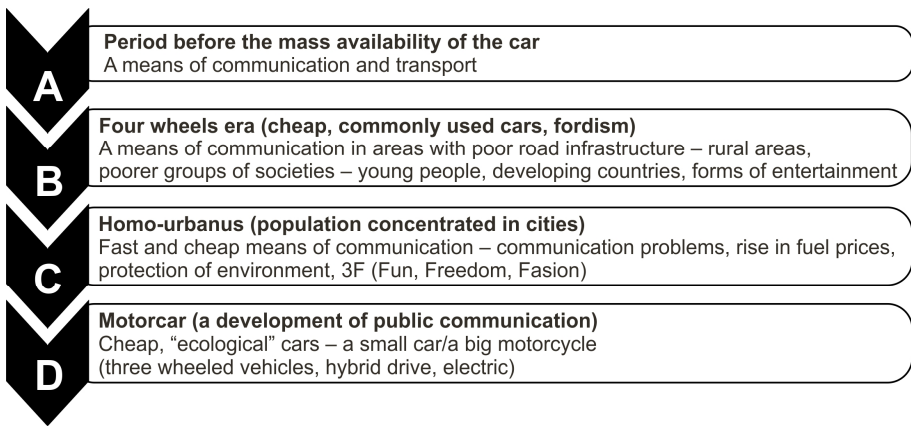 A
Period before the mass availability of the car
A means of communication and transport
B
Four wheels era (cheap, commonly used cars, fordism)
A means of communication in areas with poor road infrastructure – rural areas,
poorer groups of societies – young people, developing countries, forms of entertainment
C
Homo-urbanus (population concentrated in cities)
Fast and cheap means of communication – communication problems, rise in fuel prices,
protection of environment, 3F (Fun, Freedom, Fasion)
D
Motorcar (a development of public communication)
Cheap, “ecological” cars – a small car/a big motorcycle
(three wheeled vehicles, hybrid drive, electric)